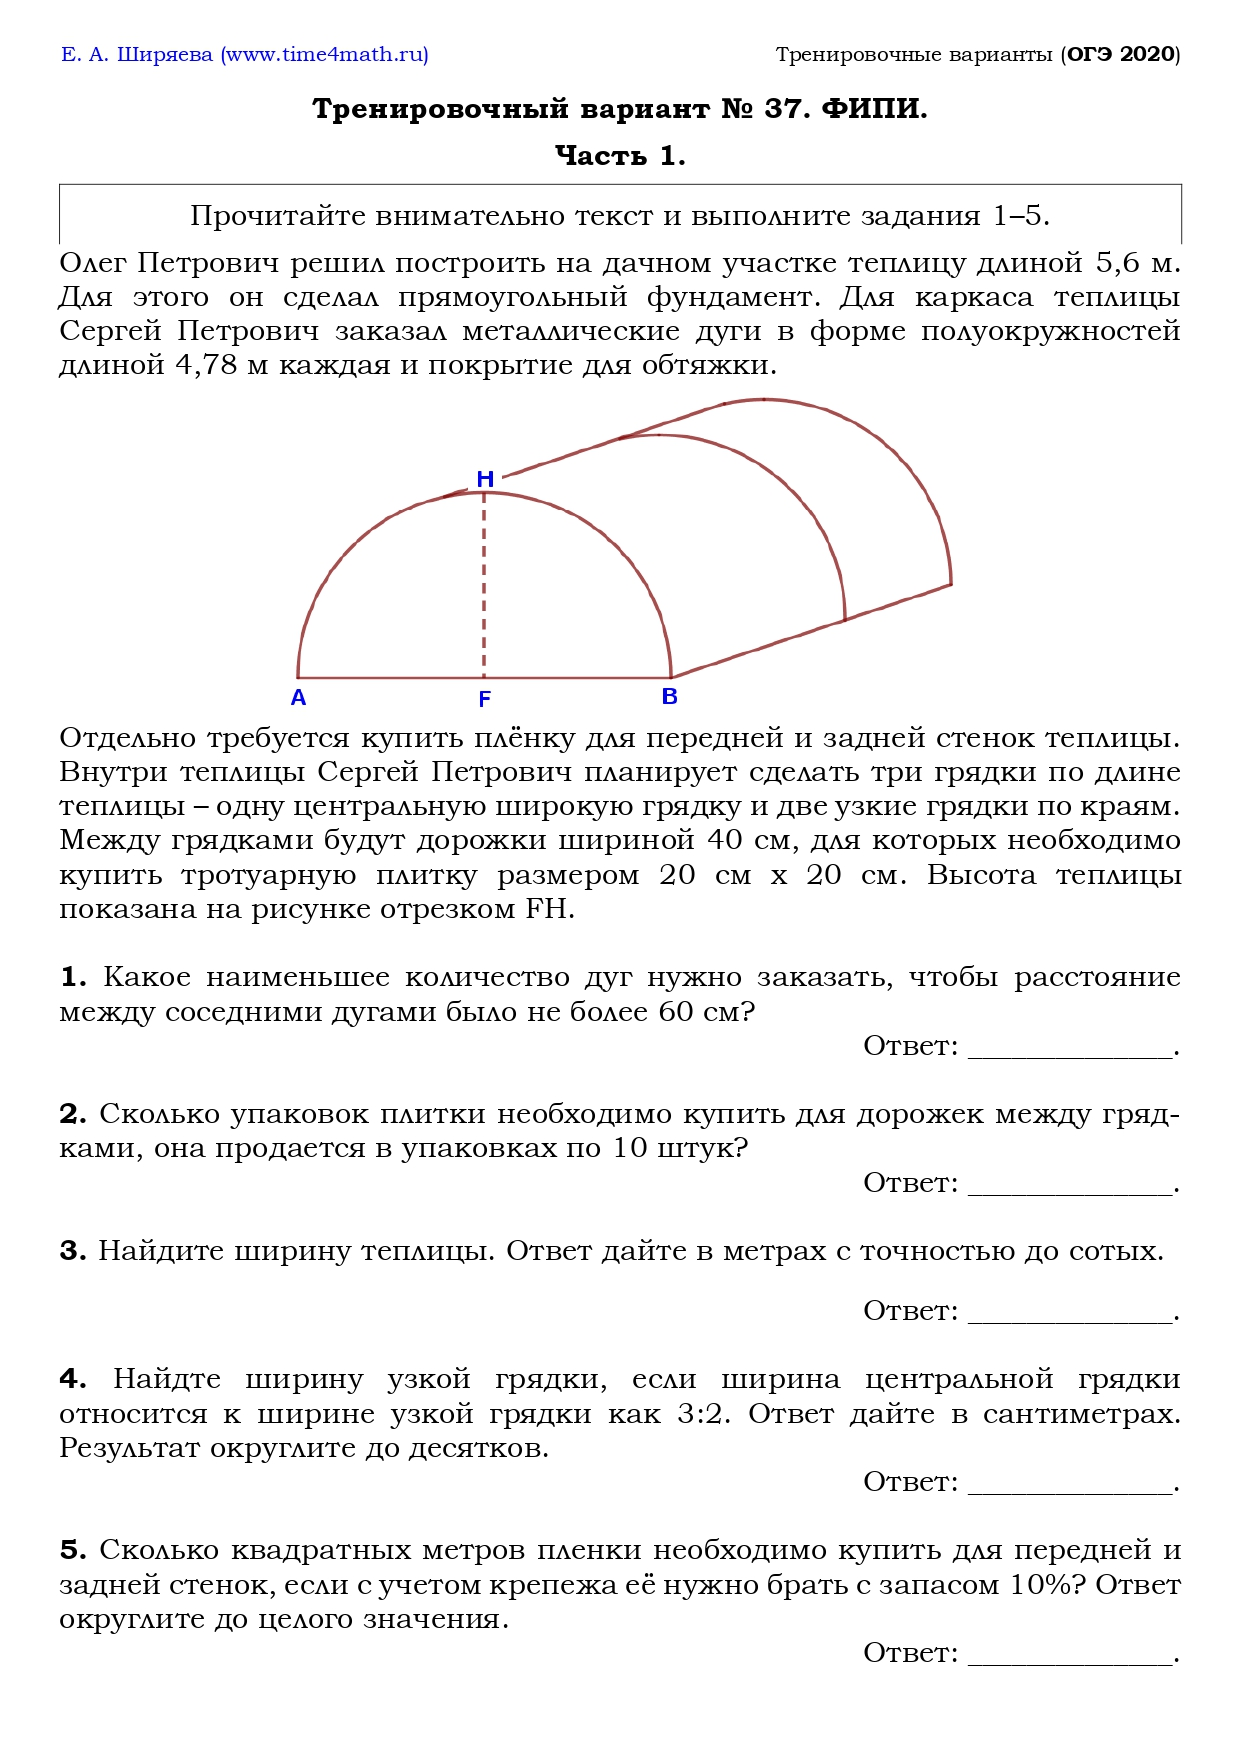 Е. А. Ширяева (www.time4math.ru) Тренировочные варианты (ОГЭ 2020)
Тренировочный вариант № 37. ФИПИ.
Часть 1.
Прочитайте внимательно текст и выполните задания 1–5.
Олег Петрович решил построить на дачном участке теплицу длиной 5,6 м.
Для этого он сделал прямоугольный фундамент. Для каркаса теплицы
Сергей Петрович заказал металлические дуги в форме полуокружностей
длиной 4,78 м каждая и покрытие для обтяжки.
H
A F B
Отдельно требуется купить плёнку для передней и задней стенок теплицы.
Внутри теплицы Сергей Петрович планирует сделать три грядки по длине
теплицы – одну центральную широкую грядку и две узкие грядки по краям.
Между грядками будут дорожки шириной 40 см, для которых необходимо
купить тротуарную плитку размером 20 см х 20 см. Высота теплицы
показана на рисунке отрезком FH.
1. Какое наименьшее количество дуг нужно заказать, чтобы расстояние
между соседними дугами было не более 60 см?
Ответ: ______________.
2. Сколько упаковок плитки необходимо купить для дорожек между гряд-
ками, она продается в упаковках по 10 штук?
Ответ: ______________.
3. Найдите ширину теплицы. Ответ дайте в метрах с точностью до сотых.
Ответ: ______________.
4. Найдте ширину узкой грядки, если ширина центральной грядки
относится к ширине узкой грядки как 3:2. Ответ дайте в сантиметрах.
Результат округлите до десятков.
Ответ: ______________.
5. Сколько квадратных метров пленки необходимо купить для передней и
задней стенок, если с учетом крепежа её нужно брать с запасом 10%? Ответ
округлите до целого значения.
Ответ: ______________.